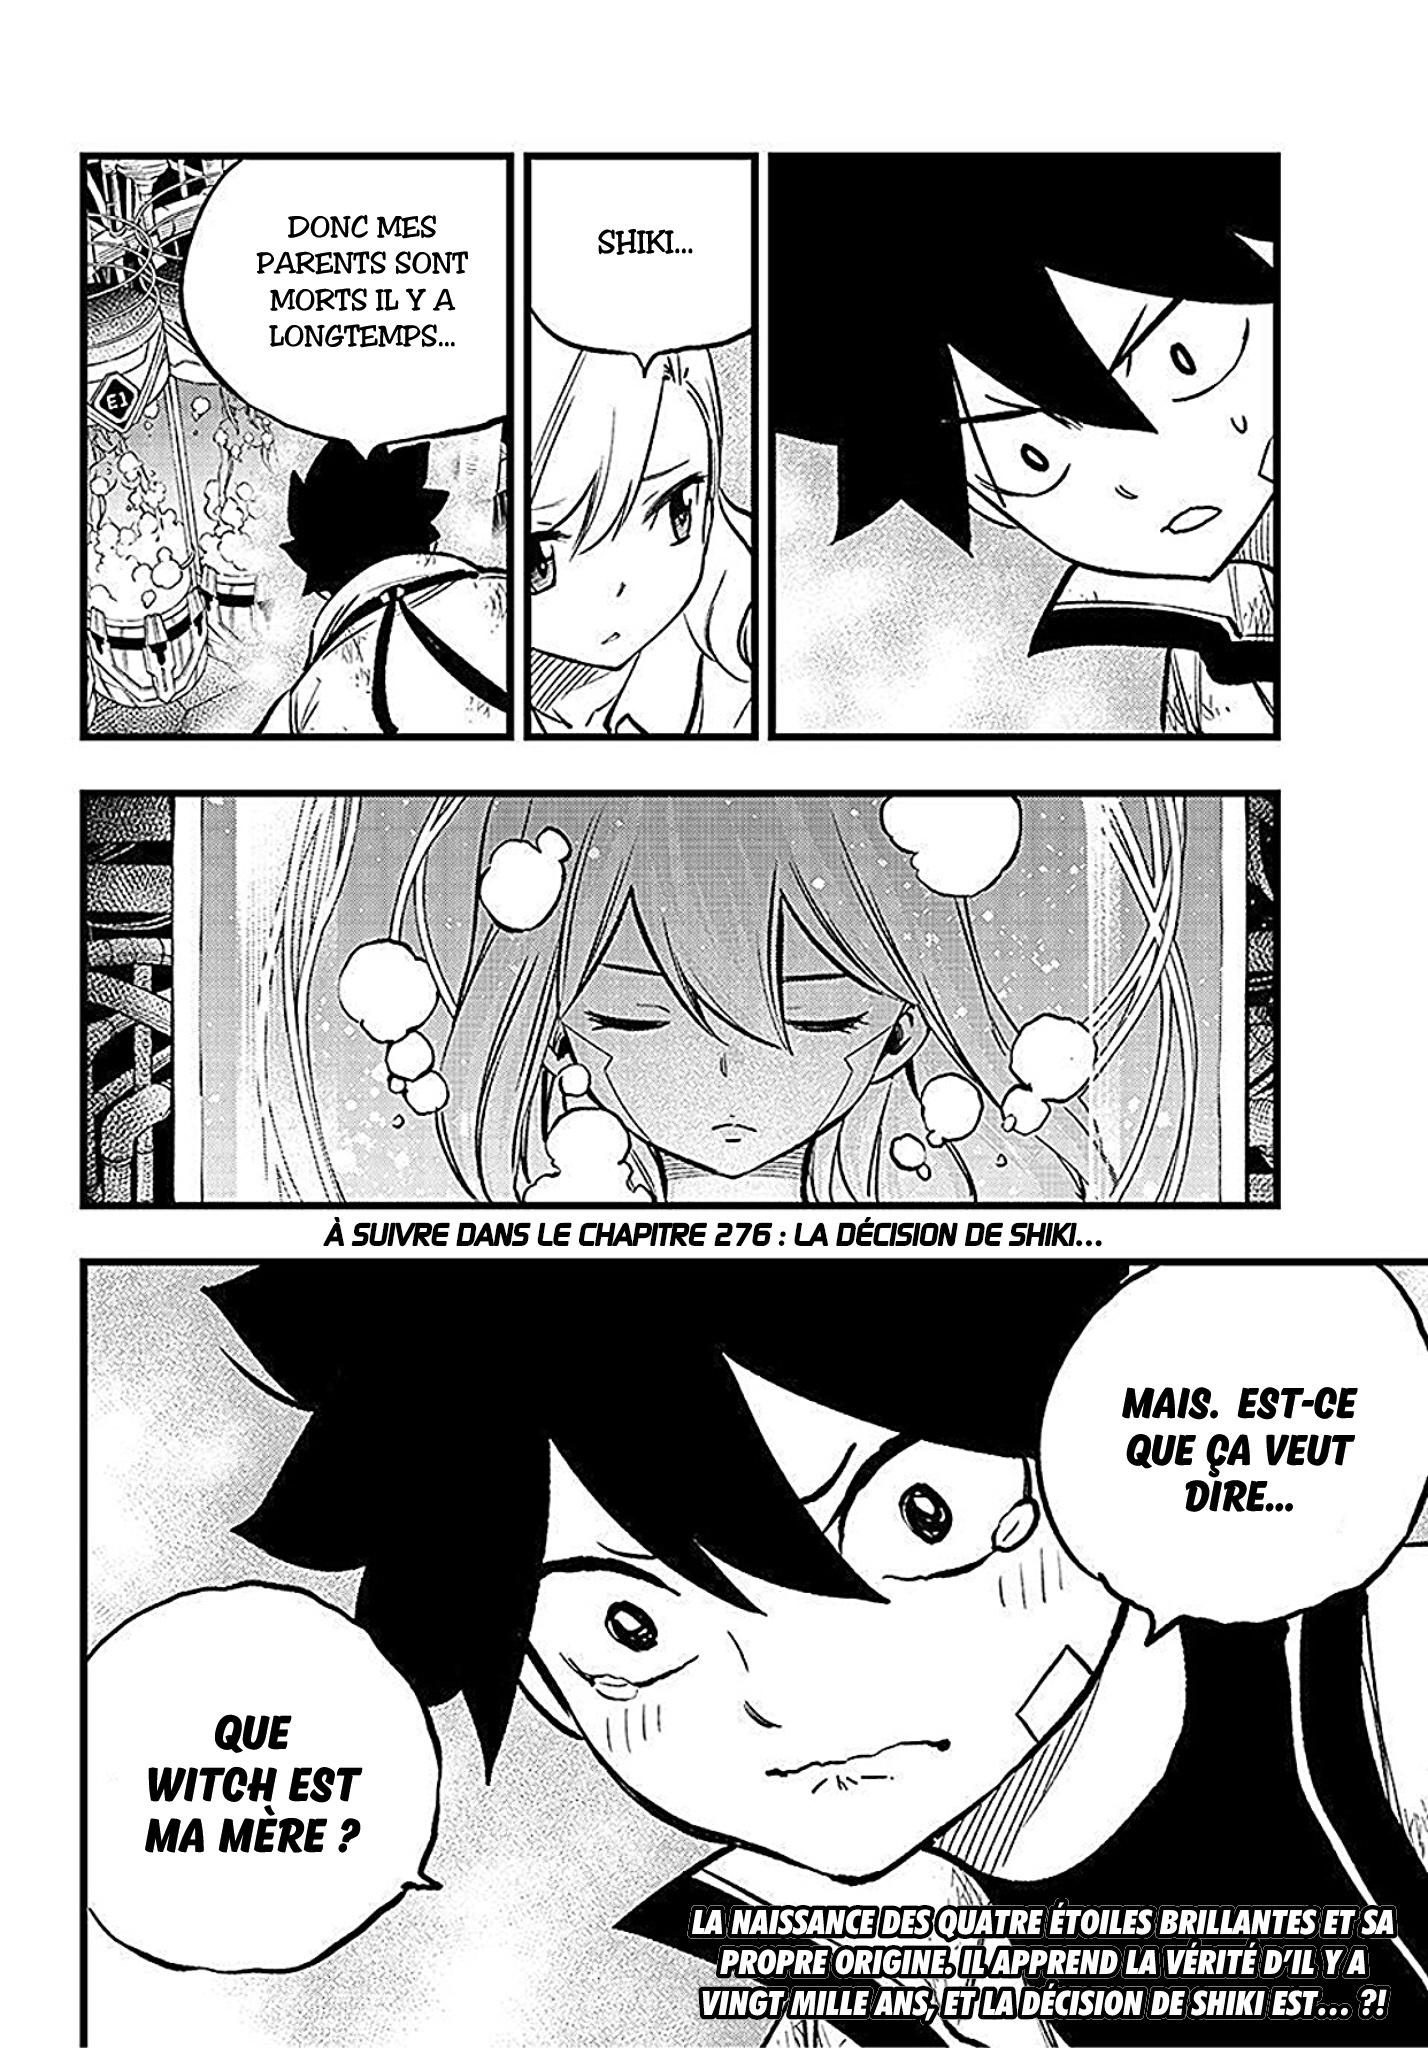 SHIKI...
DONC MES
PARENTS SONT
MORTS IL Y A
LONGTEMPS...
E1
À SUIVRE DANS LE CHAPITRE 276 : LA DÉCISION DE SHIKI...
MAIS. EST-CE
QUE ÇA VEUT
DIRE...
QUE
WITCH EST
MA MÈRE ?
LA NAISSANCE DES QUATRE ÉTOILES BRILLANTES ET SA
PROPRE ORIGINE. IL APPREND LA VÉRITÉ D'IL Y A
VINGT MILLE ANS, ET LA DÉCISION DE SHIKI EST... ?!